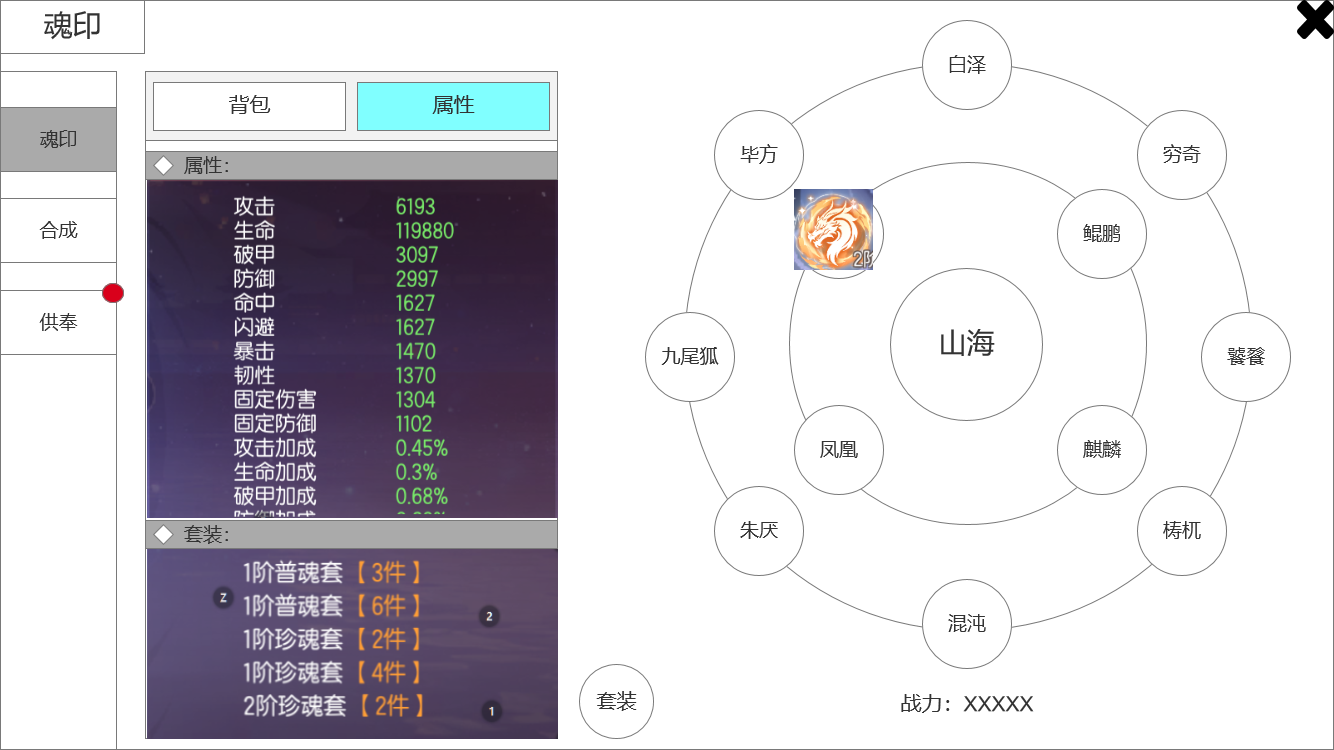 魂印
魂印
合成
供奉
背包 属性
属性：
攻击 6193
生命 119880
破甲 3097
防御 2997
命中 1627
闪避 1627
暴击 1470
韧性 1370
固定伤害 1304
固定防御 1102
攻击加成 0.45%
生命加成 0.3%
破甲加成 0.68%
套装：
1阶普魂套【 3件 】
Z
1阶普魂套【 6件 】
2
1阶珍魂套【 2件 】
1阶珍魂套【 4件 】
2阶珍魂套【 2件 】
1
套装
白泽
毕方
穷奇
2阶
鲲鹏
山海
九尾狐
饕餮
凤凰
麒麟
朱厌
梼杌
混沌
战力：XXXXX